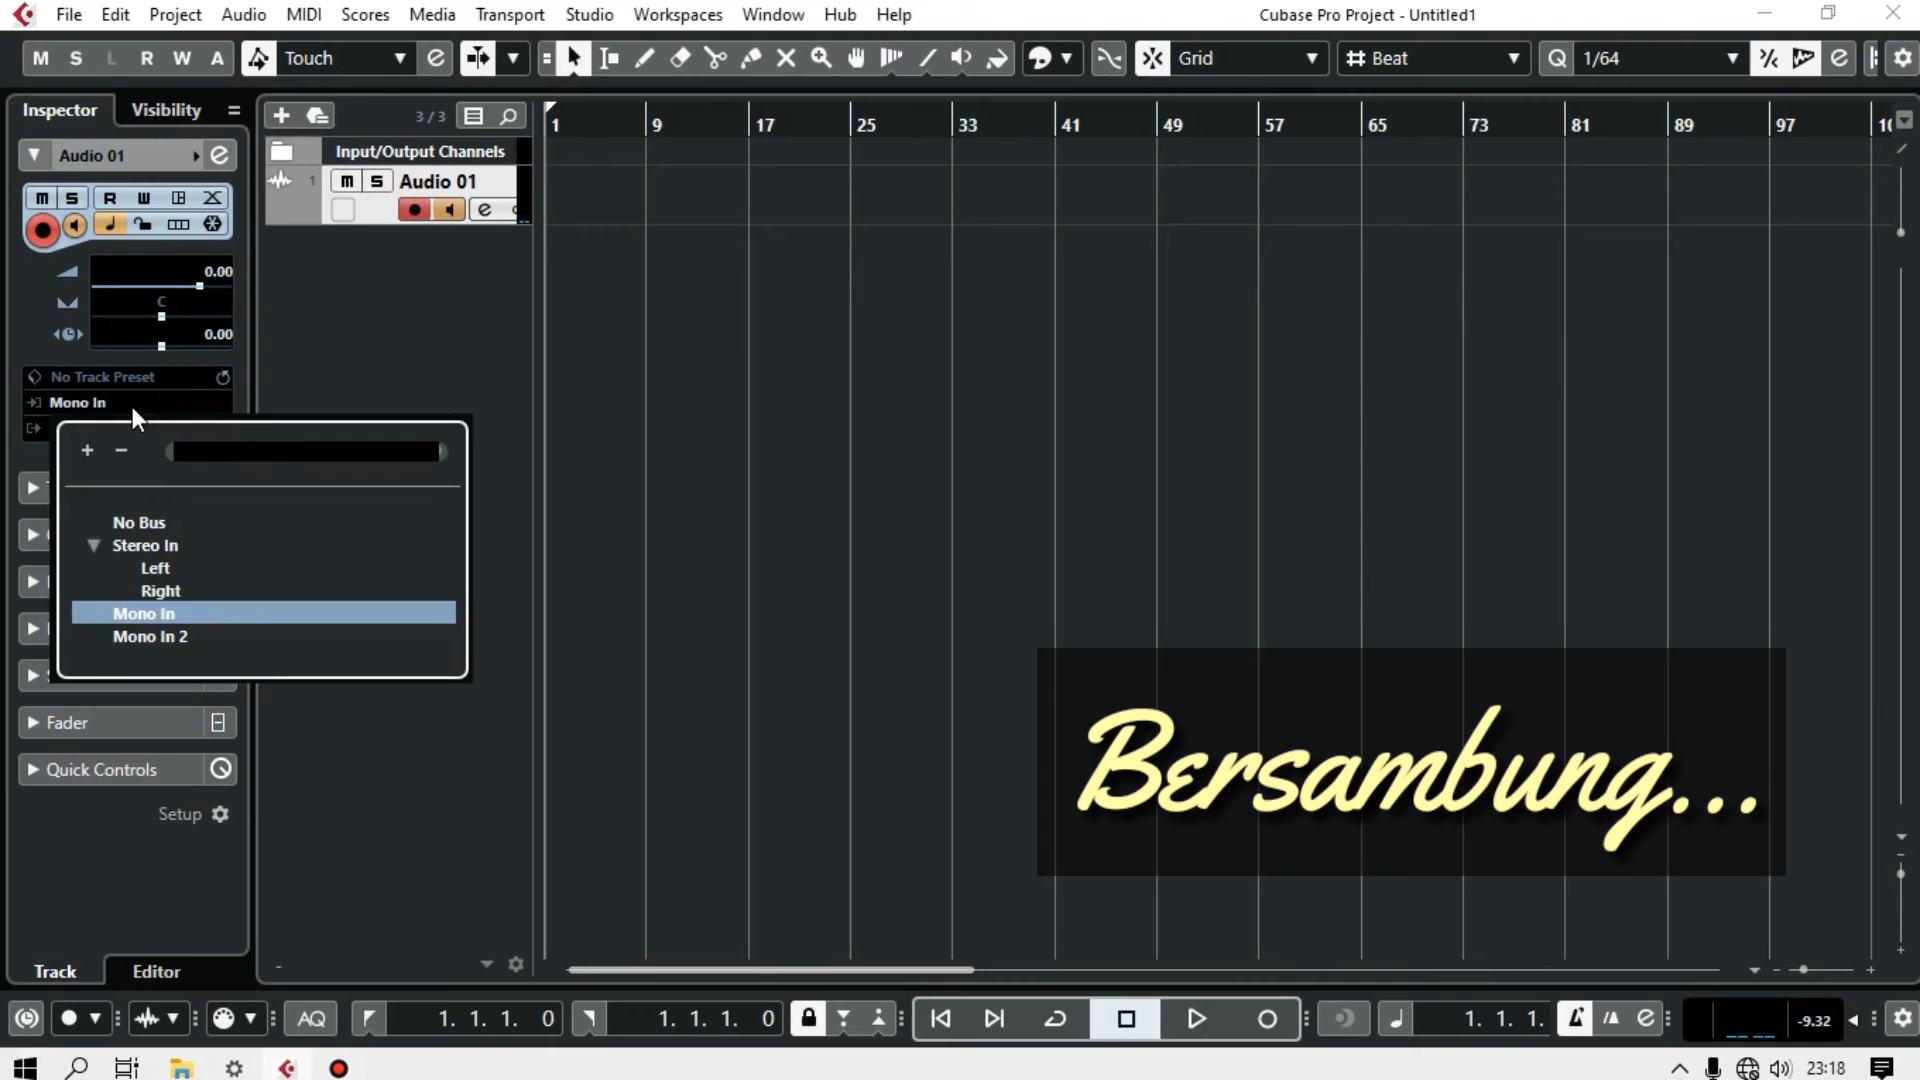 File Edit Project Audio MIDI Scores Media Transport Studio Workspaces Window Hub Help
Cubase Pro Project - Untitled1
M S L R W A Touch e Grid Beat Q 1/64 e
Inspector Visibility
3 / 3
1 9 17 25 33 41 49 57 65 73 81 89 97
Audio 01 e
Input/Output Channels
1 M S Audio 01
e
M S R W
0.00
C
0.00
No Track Preset
Mono In
+ −
No Bus
Stereo In
Left
Right
Mono In
Mono In 2
Fader
Quick Controls
Setup
Bersambung...
Track Editor
AQ 1. 1. 1. 0 1. 1. 1. 0 1. 1. 1. e -9.32
23:18